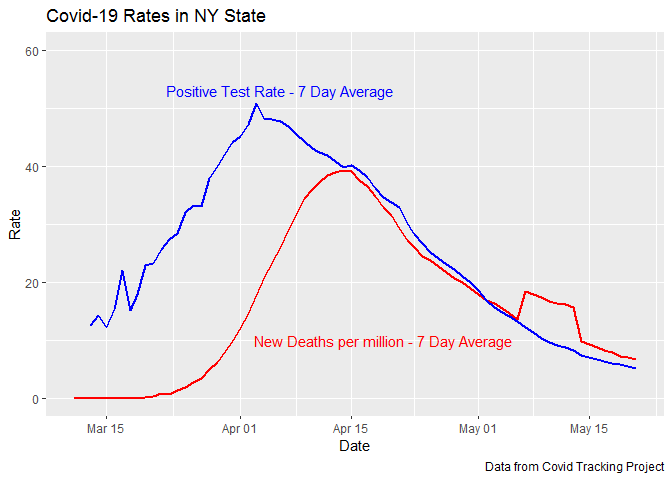 Covid-19 Rates in NY State
60
Positive Test Rate - 7 Day Average
40
Rate
20
New Deaths per million - 7 Day Average
0
Mar 15 Apr 01 Apr 15 May 01 May 15
Date
Data from Covid Tracking Project